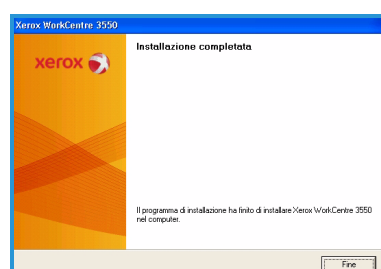 Xerox WorkCentre 3550
xerox
Installazione completata
Il programma di installazione ha finito di installare Xerox WorkCentre 3550
nel computer.
Fine